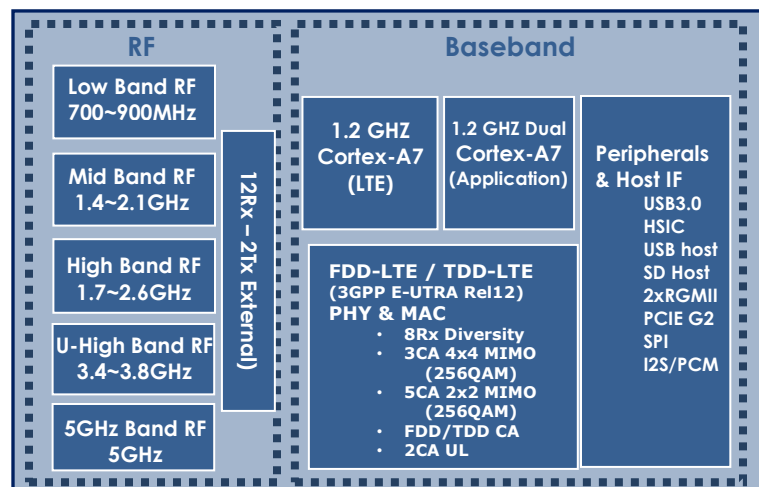 RF
Low Band RF
700~900MHz
Mid Band RF
1.4~2.1GHz
High Band RF
1.7~2.6GHz
U-High Band RF
3.4~3.8GHz
5GHz Band RF
5GHz
12Rx – 2Tx External)
Baseband
1.2 GHZ
Cortex-A7
(LTE)
1.2 GHZ Dual
Cortex-A7
(Application)
FDD-LTE / TDD-LTE
(3GPP E-UTRA Rel12)
PHY & MAC
• 8Rx Diversity
• 3CA 4x4 MIMO
(256QAM)
• 5CA 2x2 MIMO
(256QAM)
• FDD/TDD CA
• 2CA UL
Peripherals
& Host IF
USB3.0
HSIC
USB host
SD Host
2xRGMII
PCIE G2
SPI
I2S/PCM